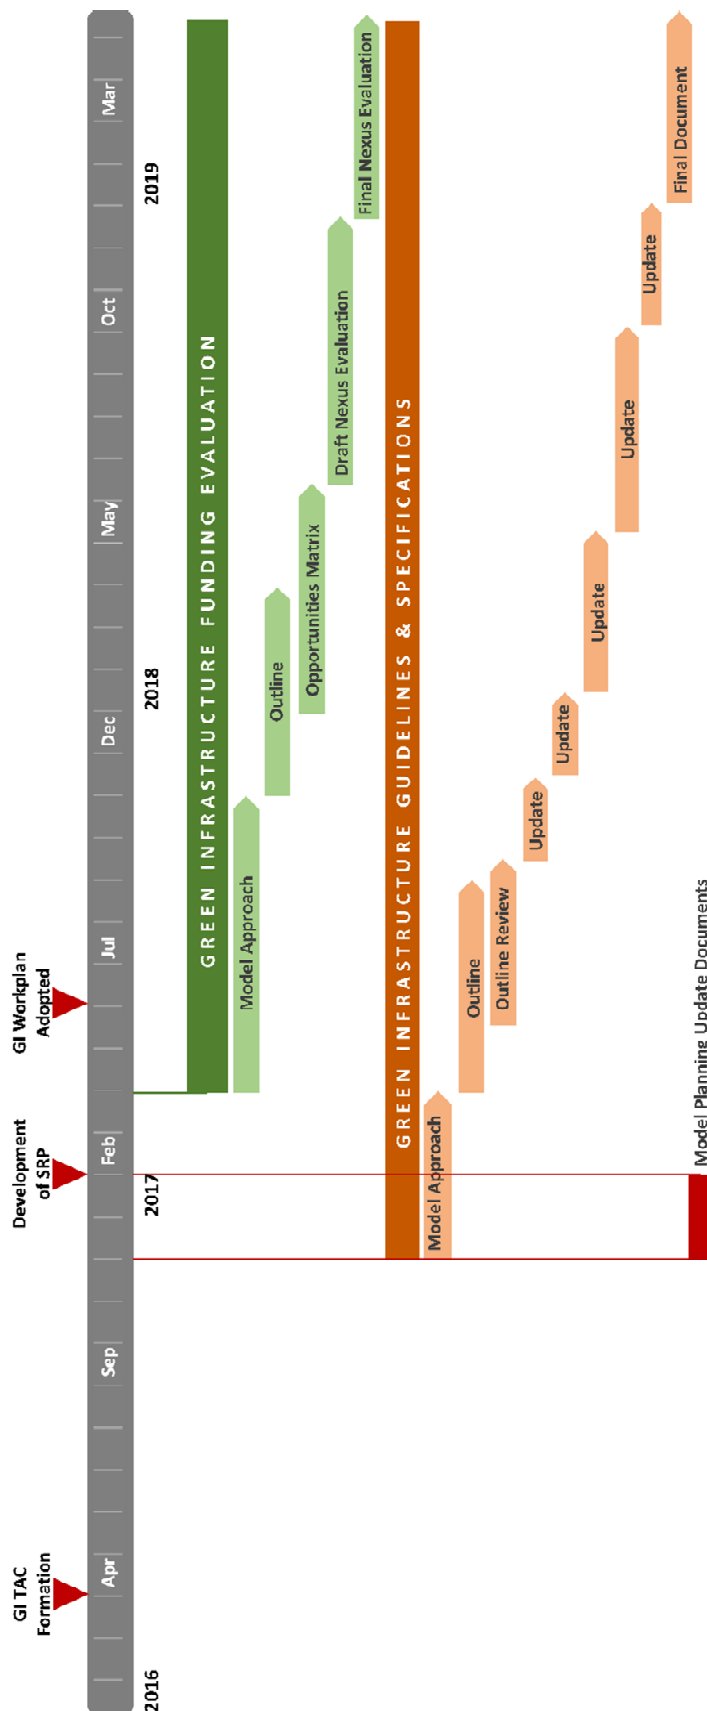 GI TAC
Formation
Development
of SRP
GI Workplan
Adopted
Apr
Sep
Feb
Jul
Dec
May
Oct
Mar
2016
2017
2018
2019
GREEN INFRASTRUCTURE FUNDING EVALUATION
Model Approach
Outline
Opportunities Matrix
Draft Nexus Evaluation
Final Nexus Evaluation
GREEN INFRASTRUCTURE GUIDELINES & SPECIFICATIONS
Model Approach
Outline
Outline Review
Update
Update
Update
Update
Update
Final Document
Model Planning Update Documents